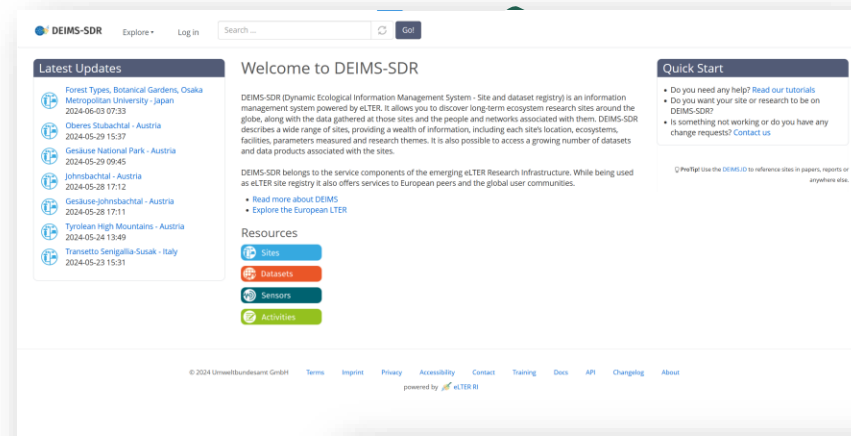 DEIMS-SDR Explore Log in Search ... Go!
Latest Updates
Forest Types, Botanical Gardens, Osaka
Metropolitan University - Japan
2024-06-03 07:33
Oberes Stubachtal - Austria
2024-05-29 15:37
Gesäuse National Park - Austria
2024-05-29 09:45
Johnsbachtal - Austria
2024-05-28 17:12
Gesäuse-Johnsbachtal - Austria
2024-05-28 17:11
Tyrolean High Mountains - Austria
2024-05-24 13:49
Transetto Senigallia-Susak - Italy
2024-05-23 15:31
Welcome to DEIMS-SDR
DEIMS-SDR (Dynamic Ecological Information Management System - Site and dataset registry) is an information
management system powered by eLTER. It allows you to discover long-term ecosystem research sites around the
globe, along with the data gathered at those sites and the people and networks associated with them. DEIMS-SDR
describes a wide range of sites, providing a wealth of information, including each site's location, ecosystems,
facilities, parameters measured and research themes. It is also possible to access a growing number of datasets
and data products associated with the sites.
DEIMS-SDR belongs to the service components of the emerging eLTER Research Infrastructure. While being used
as eLTER site registry it also offers services to European peers and the global user communities.
• Read more about DEIMS
• Explore the European LTER
Resources
Sites
Datasets
Sensors
Activities
Quick Start
• Do you need any help? Read our tutorials
• Do you want your site or research to be on
DEIMS-SDR?
• Is something not working or do you have any
change requests? Contact us
ProTip! Use the DEIMS.iD to reference sites in papers, reports or
anywhere else.
© 2024 Umweltbundesamt GmbH Terms Imprint Privacy Accessibility Contact Training Docs API Changelog About
powered by eLTER RI